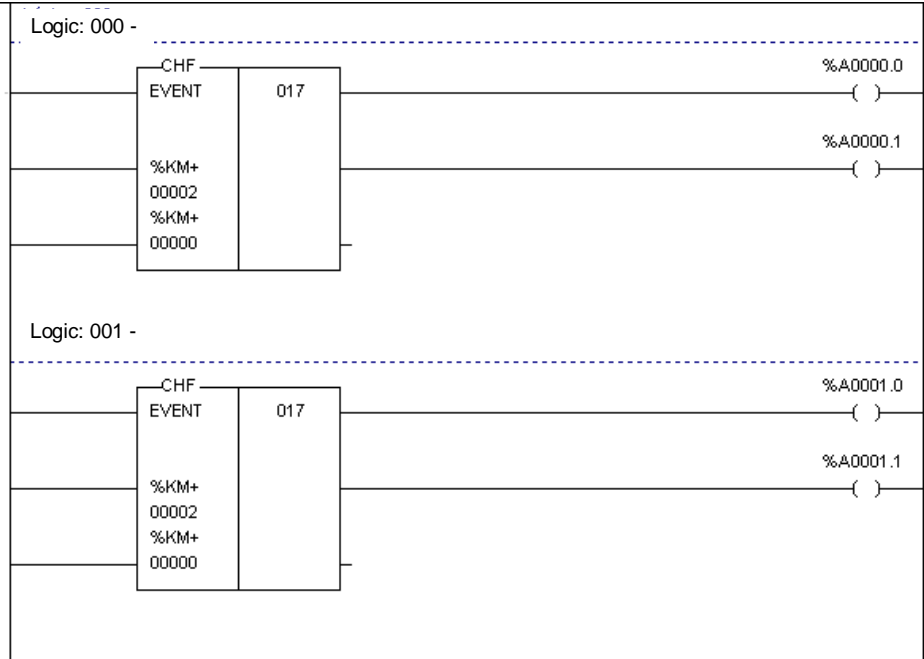 Logic: 000 -
CHF
%A0000.0
EVENT 017
( )
%A0000.1
%KM+
( )
00002
%KM+
00000
Logic: 001 -
CHF
%A0001.0
EVENT 017
( )
%A0001.1
%KM+
( )
00002
%KM+
00000